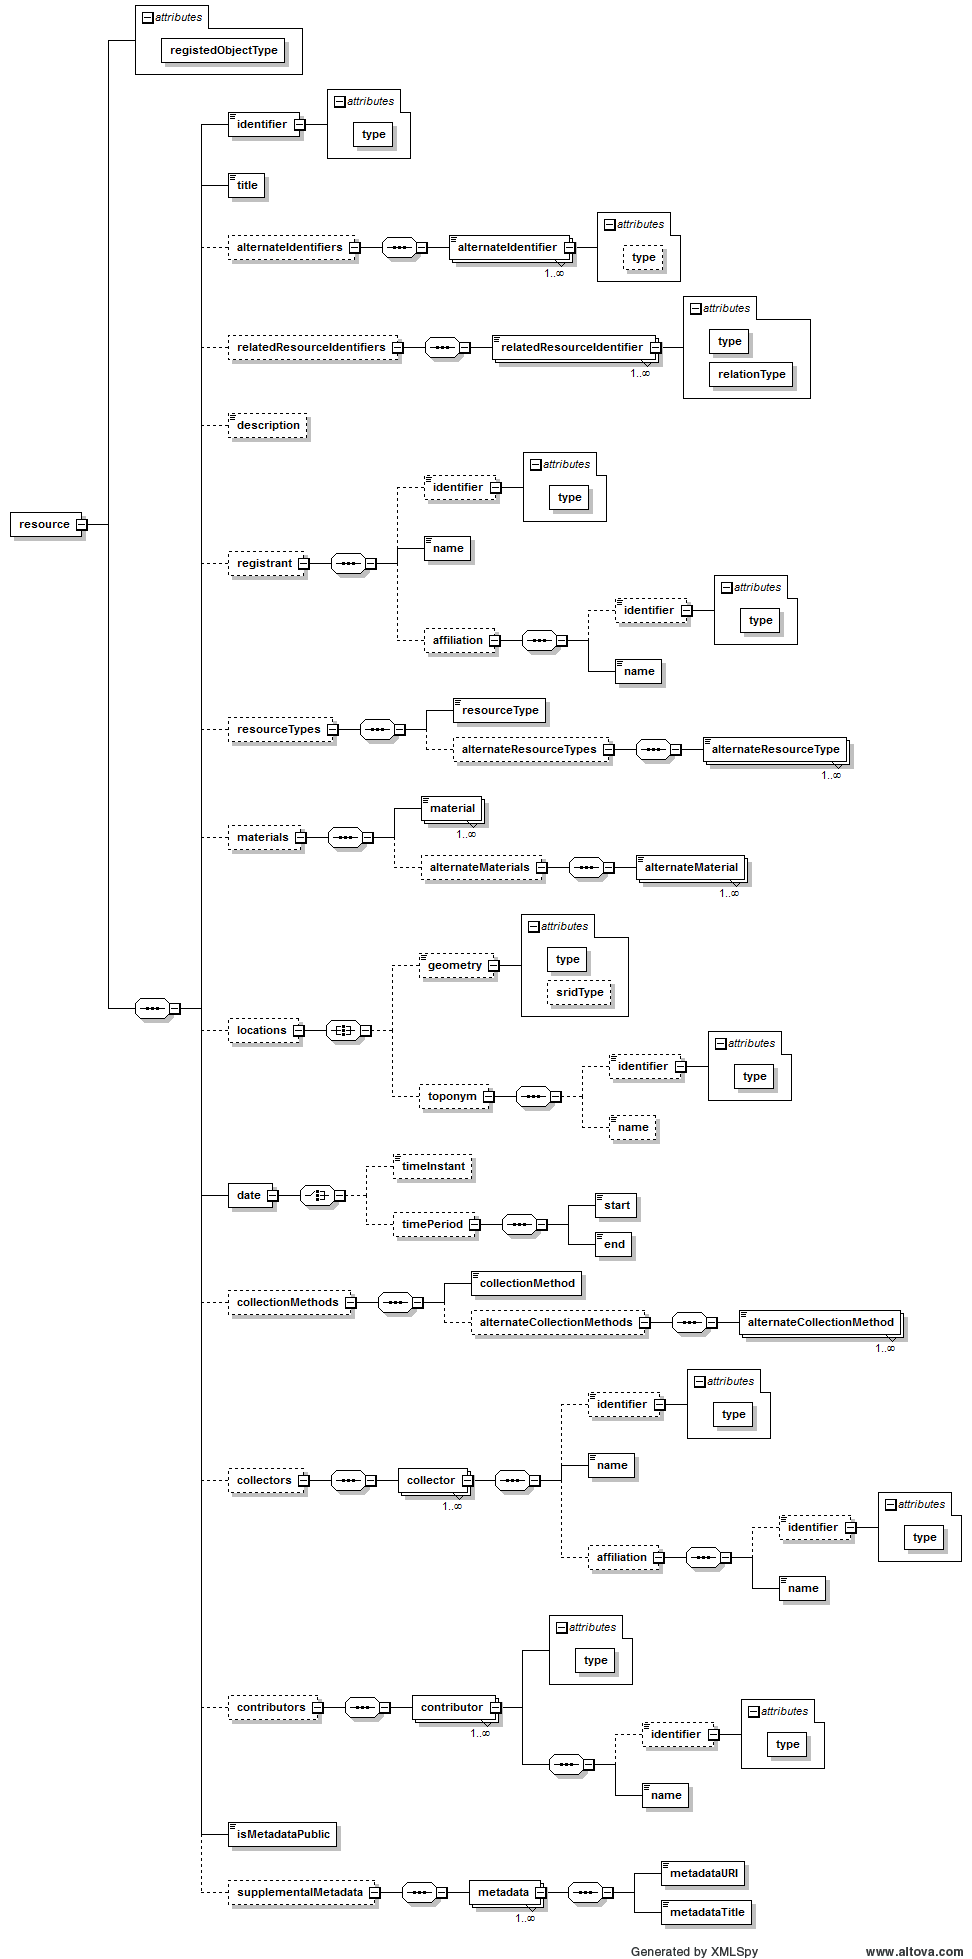 attributes
registedObjectType
attributes
identifier
type
title
attributes
alternateIdentifiers
alternateIdentifier
type
1..∞
attributes
type
relatedResourceIdentifiers
relatedResourceIdentifier
1..∞
relationType
description
attributes
identifier
type
resource
name
registrant
attributes
identifier
type
affiliation
name
resourceType
resourceTypes
alternateResourceTypes
alternateResourceType
1..∞
material
1..∞
materials
alternateMaterials
alternateMaterial
1..∞
attributes
type
geometry
sridType
locations
attributes
identifier
type
toponym
name
timeInstant
date
start
timePeriod
end
collectionMethod
collectionMethods
alternateCollectionMethods
alternateCollectionMethod
1..∞
attributes
identifier
type
name
collectors
collector
1..∞
attributes
identifier
type
affiliation
name
attributes
type
contributors
contributor
1..∞
attributes
identifier
type
name
isMetadataPublic
metadataURI
supplementalMetadata
metadata
1..∞
metadataTitle
Generated by XMLSpy
www.altova.com